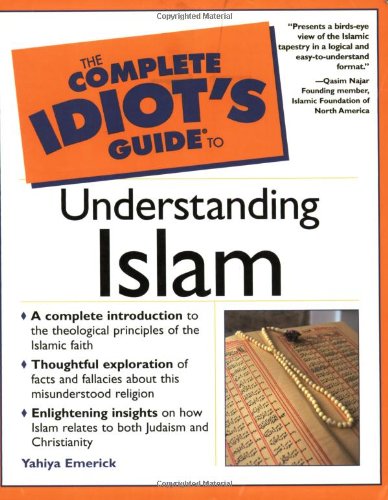 Copyrighted Material
THE
COMPLETE
IDIOT'S
GUIDE® TO
"Presents a birds-eye
view of the Islamic
tapestry in a logical and
easy-to-understand
format."
—Qasim Najar
Founding member,
Islamic Foundation of
North America
Understanding
Islam
♦ A complete introduction to
the theological principles of the
Islamic faith
♦ Thoughtful exploration of
facts and fallacies about this
misunderstood religion
♦ Enlightening insights on how
Islam relates to both Judaism and
Christianity
Yahiya Emerick
Copyrighted Material